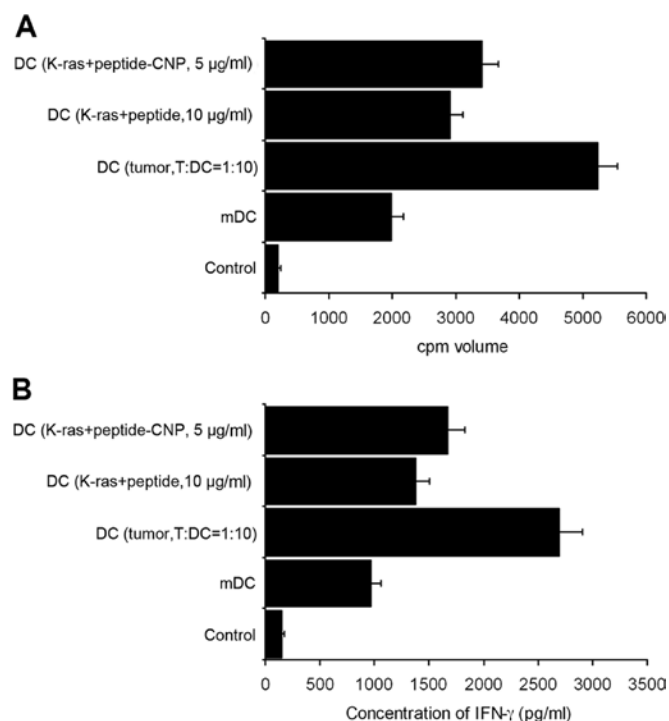 A
DC (K-ras+peptide-CNP, 5 µg/ml)
DC (K-ras+peptide,10 µg/ml)
DC (tumor,T:DC=1:10)
mDC
Control
0 1000 2000 3000 4000 5000 6000
cpm volume
B
DC (K-ras+peptide-CNP, 5 µg/ml)
DC (K-ras+peptide,10 µg/ml)
DC (tumor,T:DC=1:10)
mDC
Control
0 500 1000 1500 2000 2500 3000 3500
Concentration of IFN-γ (pg/ml)